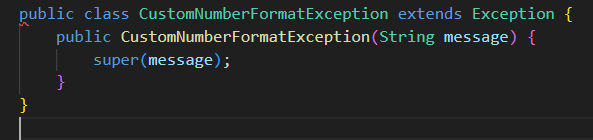 public class CustomNumberFormatException extends Exception {
    public CustomNumberFormatException(String message) {
        super(message);
    }
}